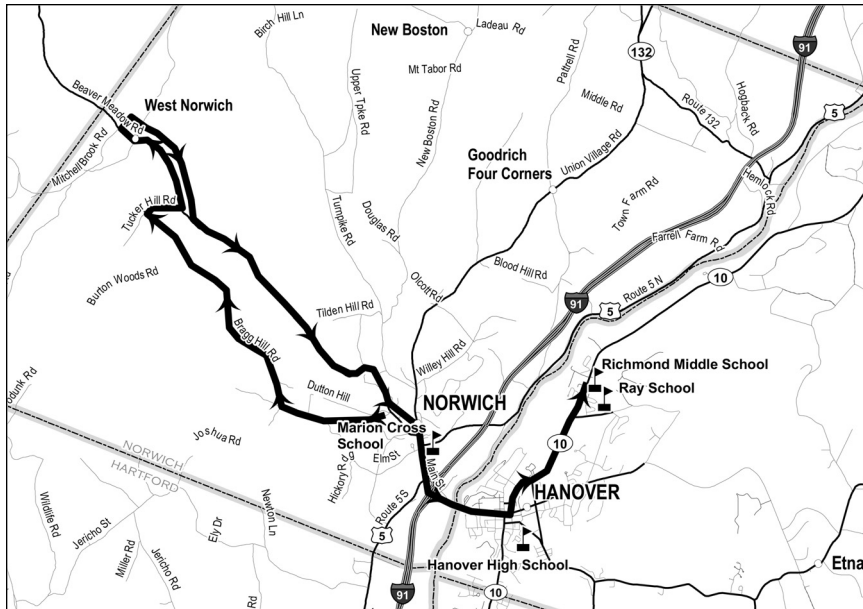 Birch Hill Ln
New Boston
Ladeau Rd
91
132
Mt Tabor Rd
Pattrell Rd
Upper Tpke Rd
Hogback Rd
Beaver Meadow Rd
West Norwich
Middle Rd
Route 132
5
New Boston Rd
Mitchell Brook Rd
Goodrich
Four Corners
Union Village Rd
Hemlock Rd
Tucker Hill Rd
Turnpike Rd
Douglas Rd
Town Farm Rd
Farrell Farm Rd
Burton Woods Rd
Blood Hill Rd
10
Olcott Rd
Route 5 N
91
5
Tilden Hill Rd
Bragg Hill Rd
Willey Hill Rd
Richmond Middle School
Ray School
Dutton Hill
NORWICH
Marion Cross
School
Joshua Rd
Elm St
Main St
10
NORWICH
HARTFORD
Hickory Rd
HANOVER
Wildlife Rd
Jericho St
Ely Dr
Newton Ln
Route 5 S
5
Miller Rd
Jericho Rd
Hanover High School
Etna
91
10